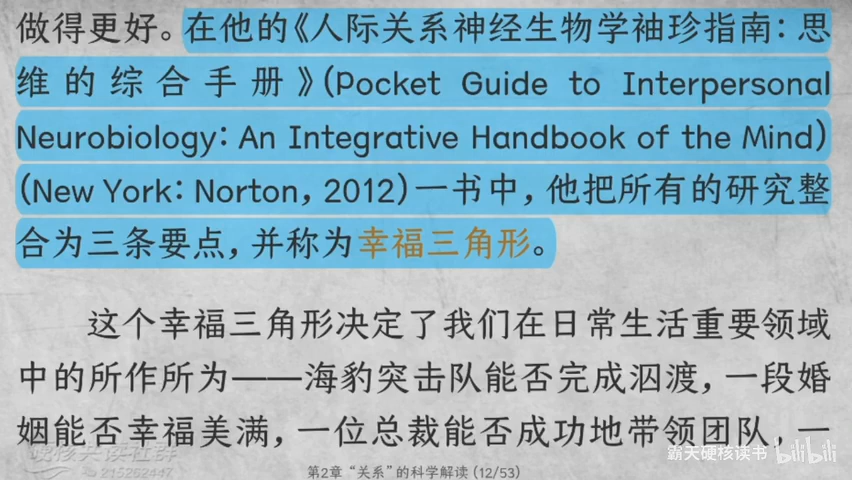 做得更好。在他的《人际关系神经生物学袖珍指南：思
维的综合手册》（Pocket Guide to Interpersonal
Neurobiology：An Integrative Handbook of the Mind）
（New York：Norton，2012）一书中，他把所有的研究整
合为三条要点，并称为幸福三角形。
这个幸福三角形决定了我们在日常生活重要领域
中的所作所为——海豹突击队能否完成泅渡，一段婚
姻能否幸福美满，一位总裁能否成功地带领团队，一
硬核买读社群
215252447
霸天硬核读书 bilibili
第2章 “关系”的科学解读（12/53）